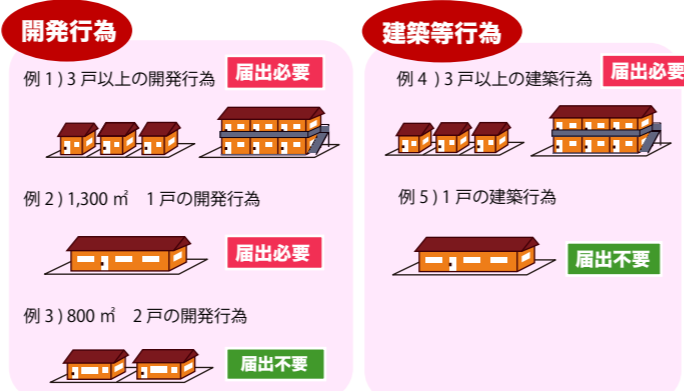 開発行為
例1）3戸以上の開発行為 届出必要
例2）1,300㎡　1戸の開発行為
届出必要
例3）800㎡　2戸の開発行為
届出不要
建築等行為
例4）3戸以上の建築行為 届出必要
例5）1戸の建築行為
届出不要